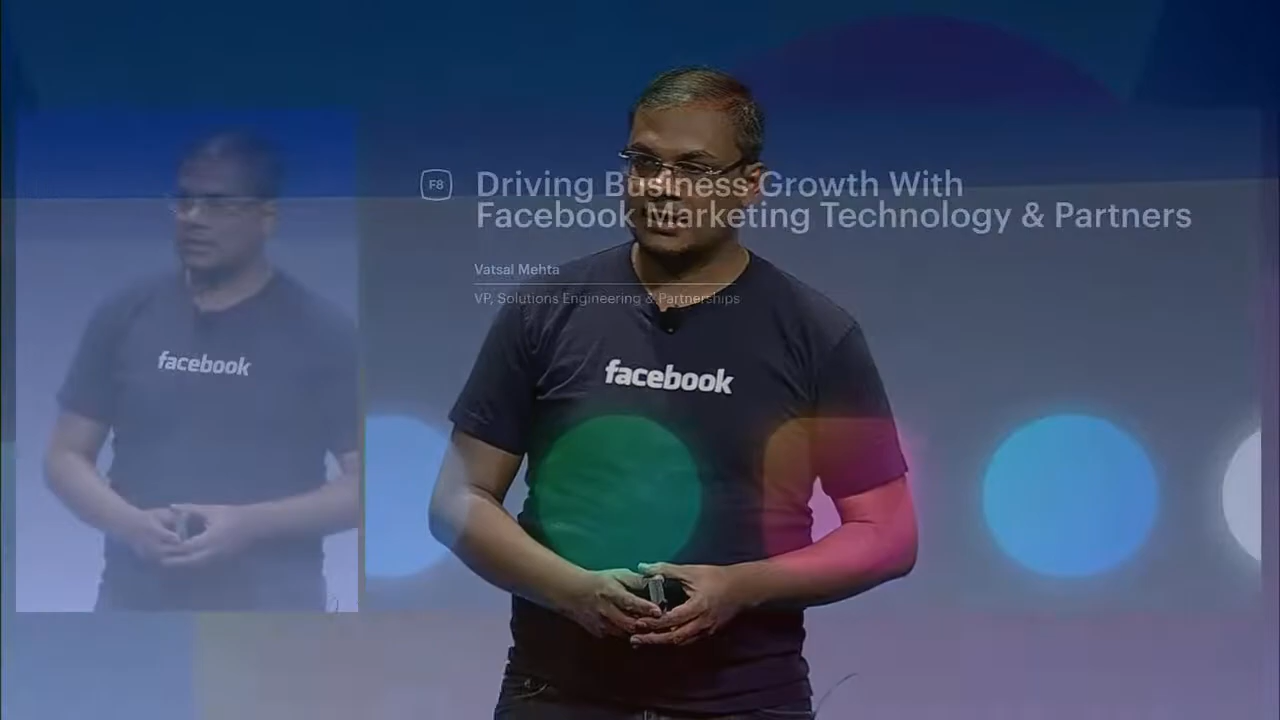 F8
Driving Business Growth With
Facebook Marketing Technology & Partners
Vatsal Mehta
VP, Solutions Engineering & Partnerships
facebook
facebook